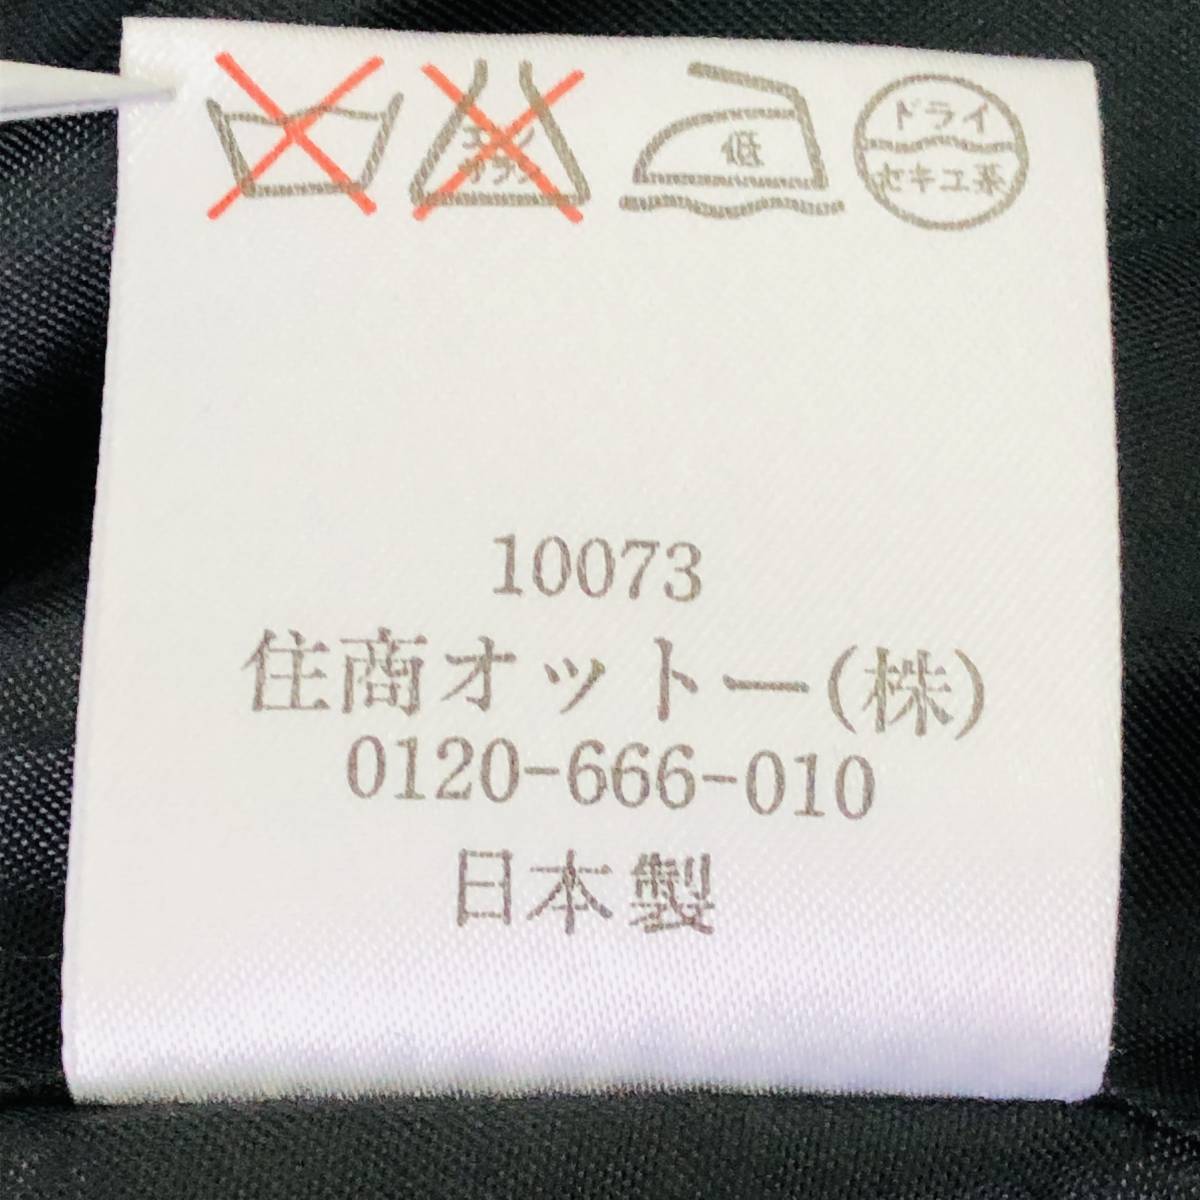 エンソ
サラシ
低
ドライ
セキユ系
10073
住商オットー(株)
0120-666-010
日本製